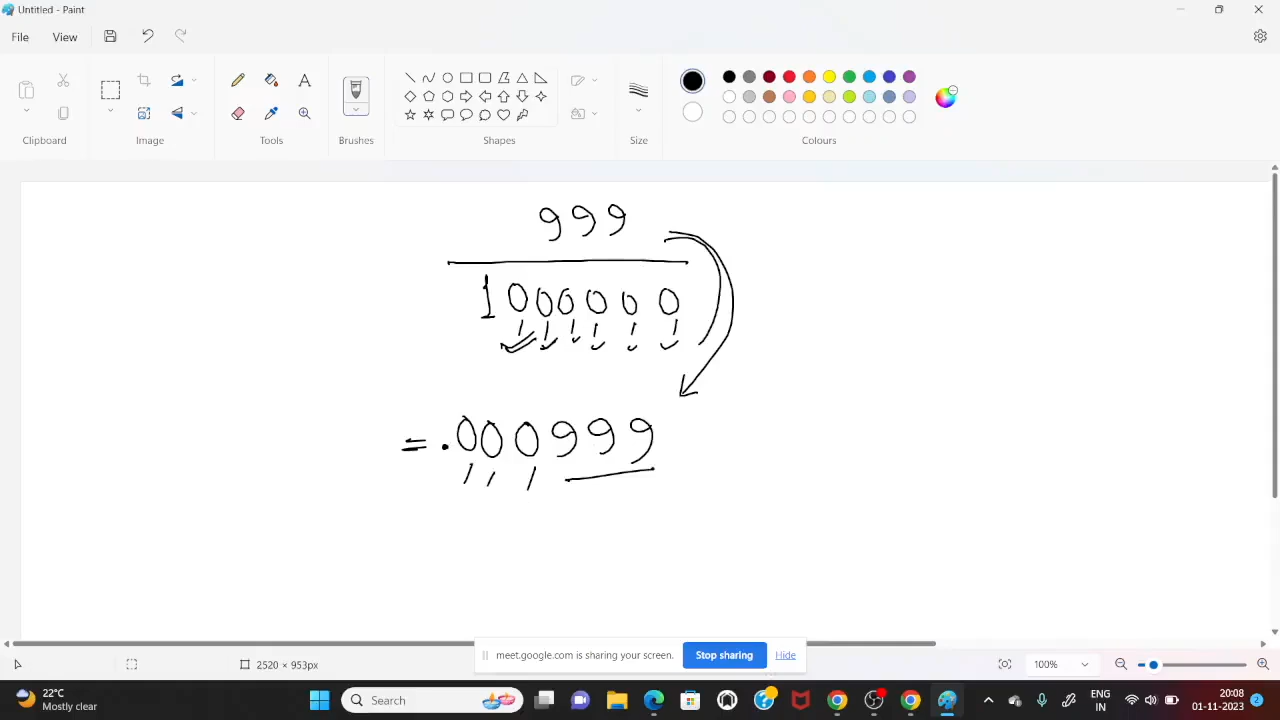 Untitled - Paint
File View
Clipboard Image Tools Brushes Shapes Size Colours
999
1000000
= .000999
meet.google.com is sharing your screen. Stop sharing Hide
2520 × 953px 100%
22°C
Mostly clear
Search
ENG
IN
20:08
01-11-2023
2